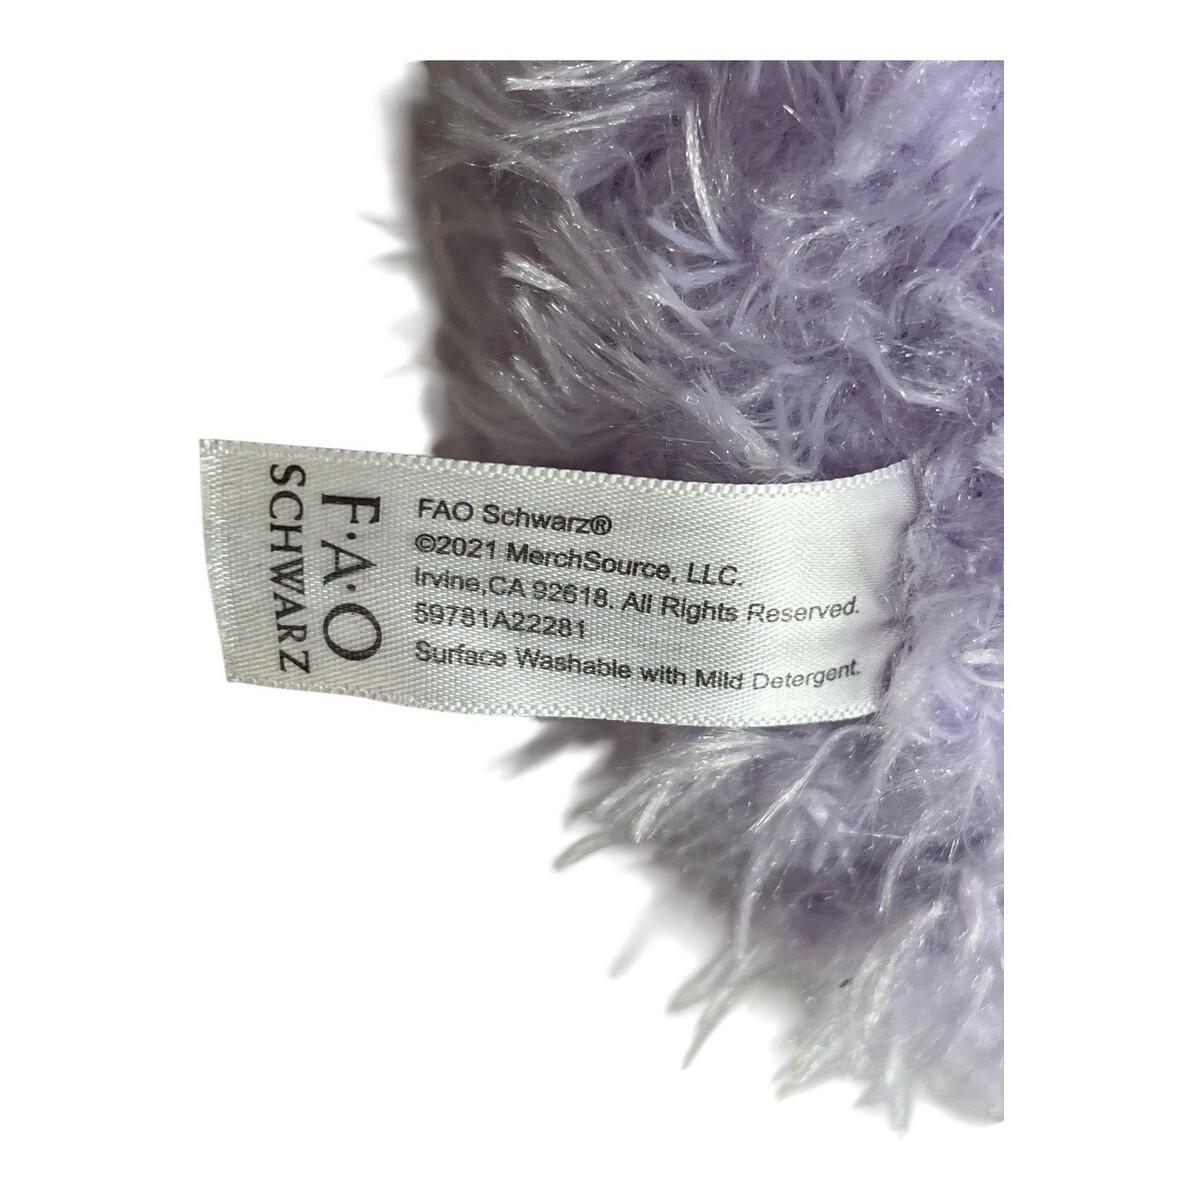 F·A·O
SCHWARZ
FAO Schwarz®
©2021 MerchSource, LLC.
Irvine,CA 92618. All Rights Reserved.
59781A22281
Surface Washable with Mild Detergent.